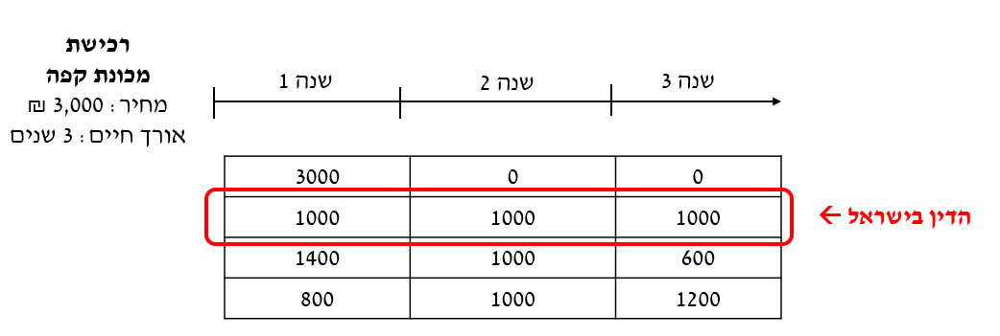 רכישת
מכונת קפה
מחיר: 3,000 ₪
אורך חיים: 3 שנים
שנה 1 שנה 2 שנה 3
3000 0 0
1000 1000 1000
הדין בישראל →
1400 1000 600
800 1000 1200